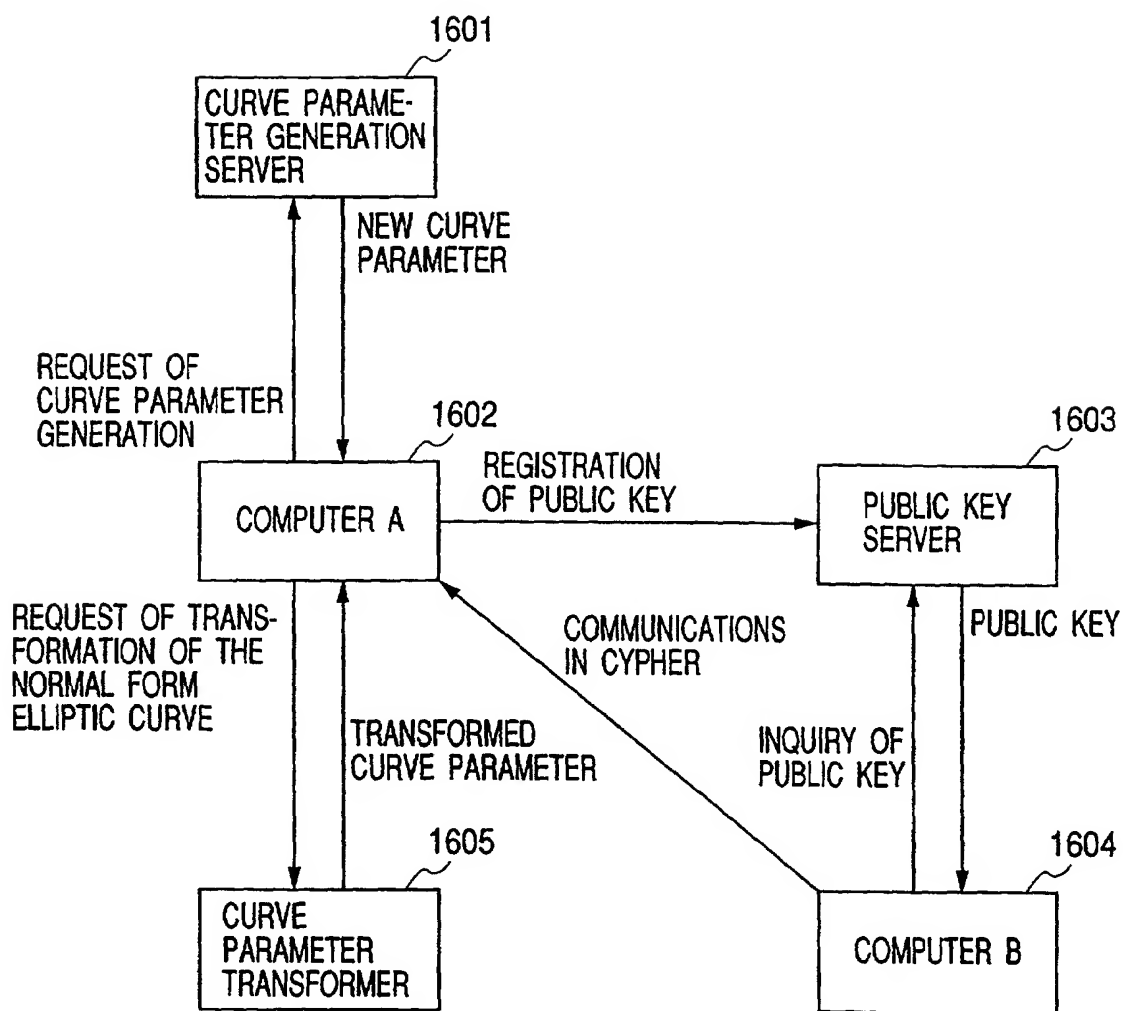 1601
CURVE PARAME-
TER GENERATION
SERVER
NEW CURVE
PARAMETER
REQUEST OF
CURVE PARAMETER
GENERATION
1602
COMPUTER A
REGISTRATION
OF PUBLIC KEY
1603
PUBLIC KEY
SERVER
REQUEST OF TRANS-
FORMATION OF THE
NORMAL FORM
ELLIPTIC CURVE
TRANSFORMED
CURVE PARAMETER
COMMUNICATIONS
IN CYPHER
PUBLIC KEY
INQUIRY OF
PUBLIC KEY
1605
CURVE
PARAMETER
TRANSFORMER
1604
COMPUTER B